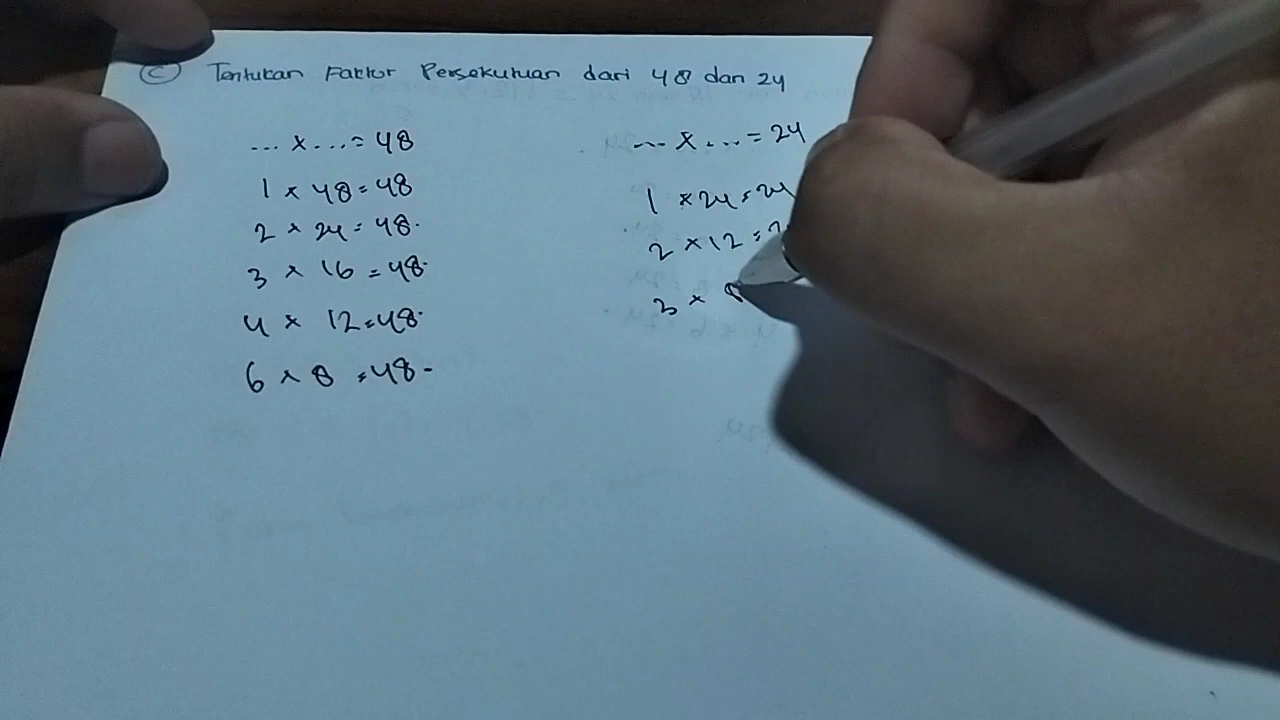 c Tentukan Faktor Persekutuan dari 48 dan 24
... x ... = 48
1 x 48 = 48
2 x 24 = 48.
3 x 16 = 48.
4 x 12 = 48.
6 x 8 = 48-
... x ... = 24
1 x 24 = 24
2 x 12 =
3 x